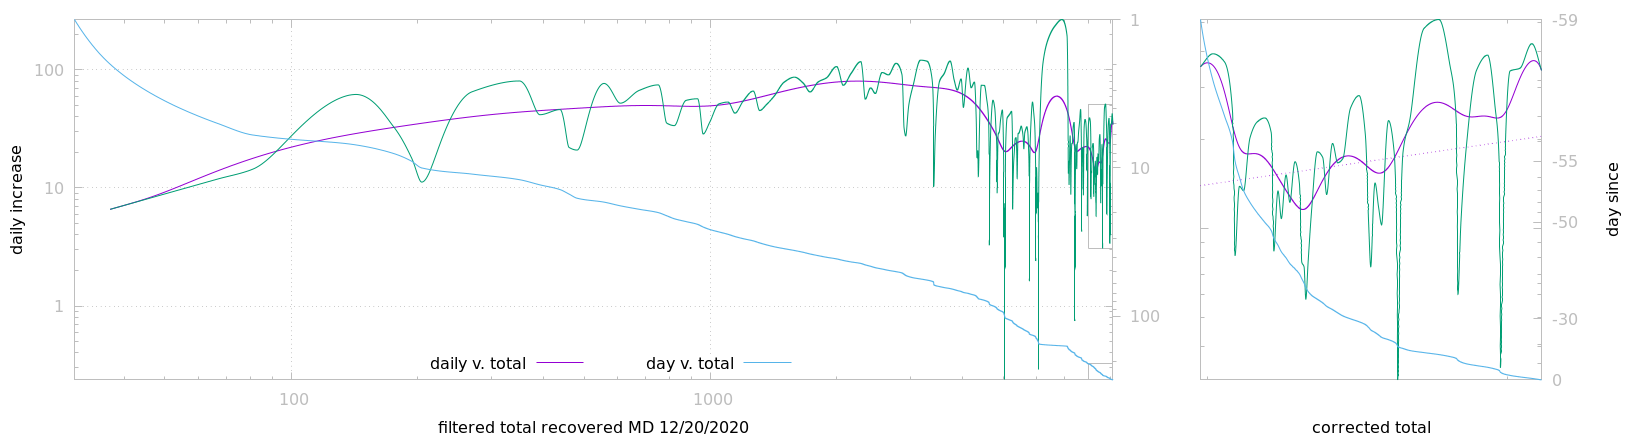 daily increase
100
10
1
100
1000
filtered total recovered MD 12/20/2020
daily v. total
day v. total
1
10
100
corrected total
-59
-55
-50
-30
0
day since